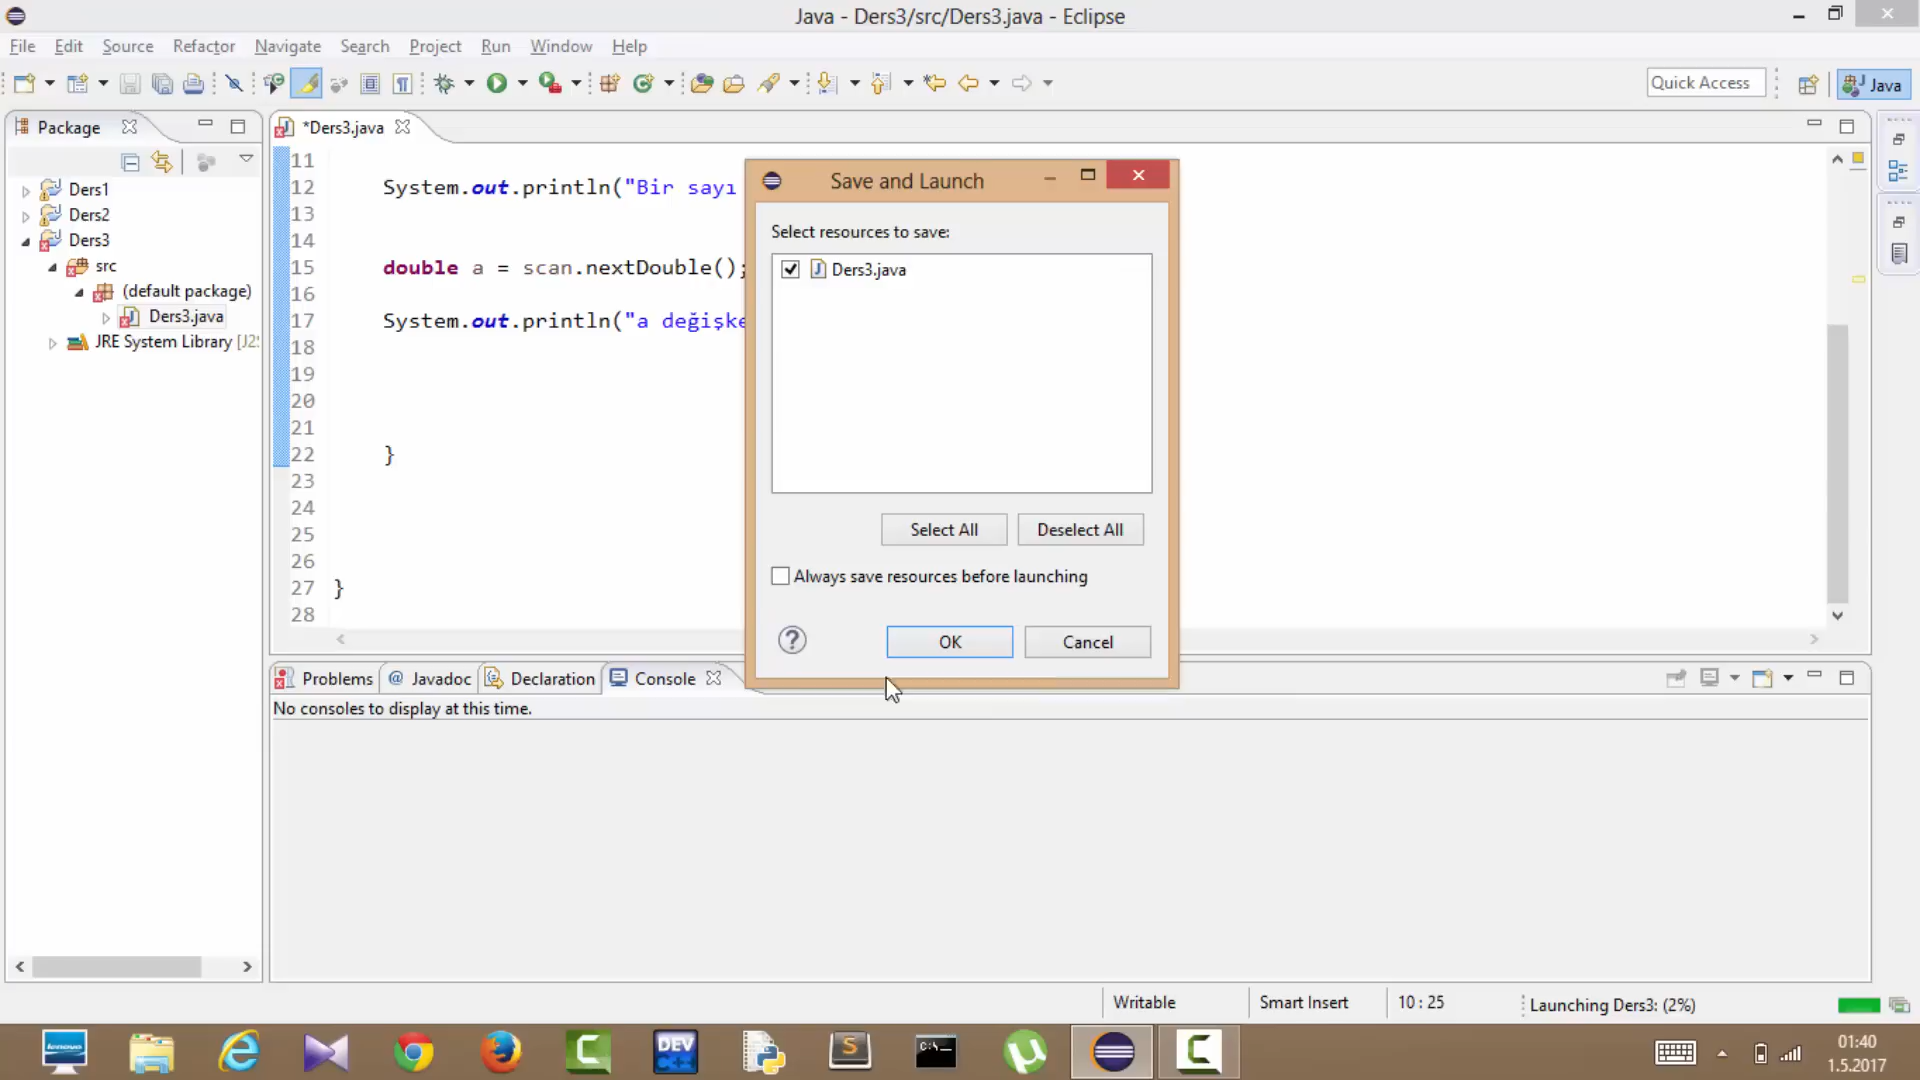 Java - Ders3/src/Ders3.java - Eclipse
File Edit Source Refactor Navigate Search Project Run Window Help
Quick Access
Java
Package
*Ders3.java
Ders1
Ders2
Ders3
src
(default package)
Ders3.java
JRE System Library [J2
11
12 System.out.println("Bir sayı
13
14
15 double a = scan.nextDouble();
16
17 System.out.println("a değişke
18
19
20
21
22 }
23
24
25
26
27 }
28
Save and Launch
Select resources to save:
Ders3.java
Select All Deselect All
Always save resources before launching
OK Cancel
Problems @ Javadoc Declaration Console
No consoles to display at this time.
Writable Smart Insert 10 : 25 Launching Ders3: (2%)
lenovo
DEV
C++
S
C:\
01:40
1.5.2017